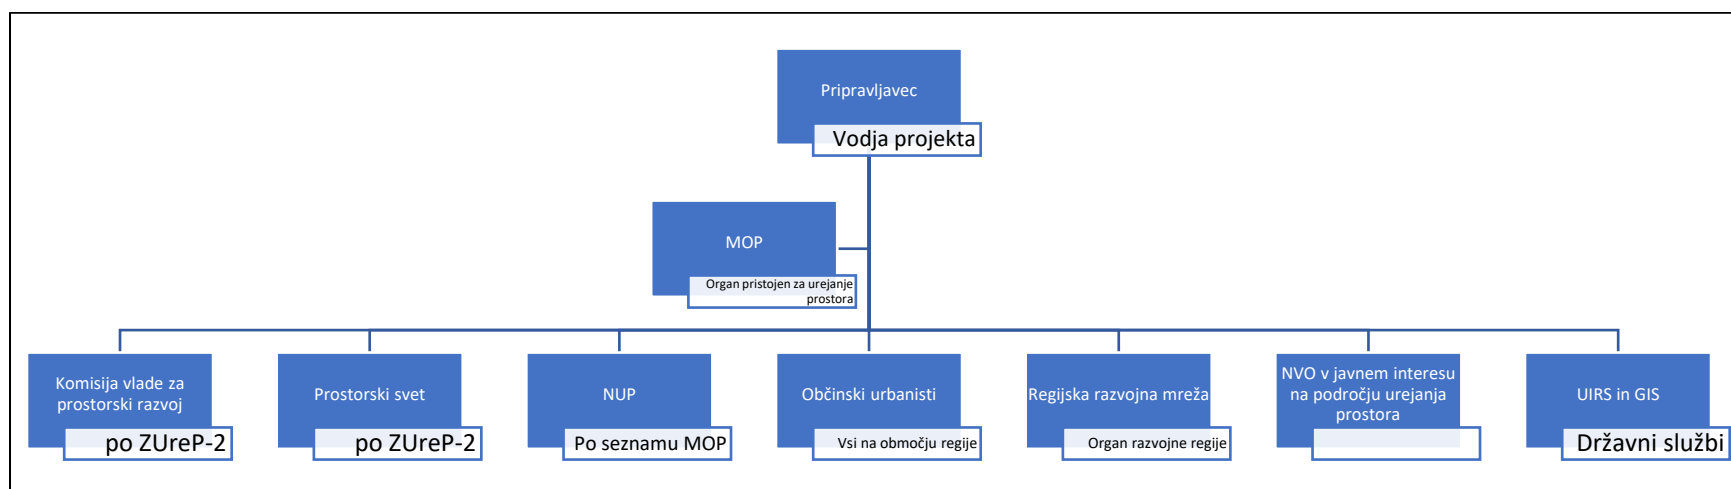 Pripravljavec
Vodja projekta
MOP
Organ pristojen za urejanje
prostora
Komisija vlade za
prostorski razvoj
po ZUreP-2
Prostorski svet
po ZUreP-2
NUP
Po seznamu MOP
Občinski urbanisti
Vsi na območju regije
Regijska razvojna mreža
Organ razvojne regije
NVO v javnem interesu
na področju urejanja
prostora
UIRS in GIS
Državni službi